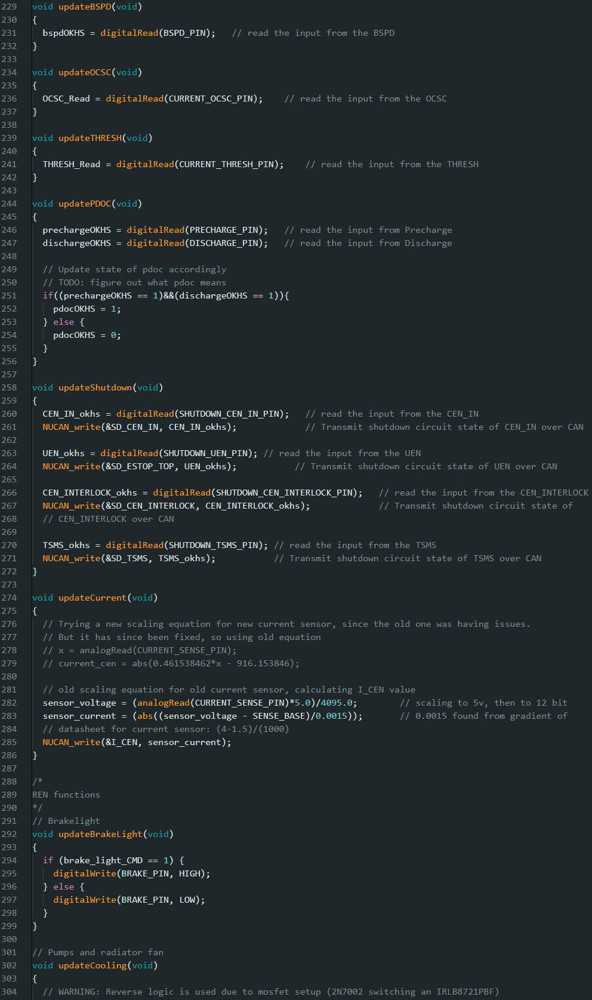 229 void updateBSPD(void)
230 {
231   bspdOKHS = digitalRead(BSPD_PIN);   // read the input from the BSPD
232 }
233
234 void updateOCSC(void)
235 {
236   OCSC_Read = digitalRead(CURRENT_OCSC_PIN);    // read the input from the OCSC
237 }
238
239 void updateTHRESH(void)
240 {
241   THRESH_Read = digitalRead(CURRENT_THRESH_PIN);    // read the input from the THRESH
242 }
243
244 void updatePDOC(void)
245 {
246   prechargeOKHS = digitalRead(PRECHARGE_PIN);   // read the input from Precharge
247   dischargeOKHS = digitalRead(DISCHARGE_PIN);   // read the input from Discharge
248
249   // Update state of pdoc accordingly
250   // TODO: figure out what pdoc means
251   if((prechargeOKHS == 1)&&(dischargeOKHS == 1)){
252     pdocOKHS = 1;
253   } else {
254     pdocOKHS = 0;
255   }
256 }
257
258 void updateShutdown(void)
259 {
260   CEN_IN_okhs = digitalRead(SHUTDOWN_CEN_IN_PIN);   // read the input from the CEN_IN
261   NUCAN_write(&SD_CEN_IN, CEN_IN_okhs);             // Transmit shutdown circuit state of CEN_IN over CAN
262
263   UEN_okhs = digitalRead(SHUTDOWN_UEN_PIN); // read the input from the UEN
264   NUCAN_write(&SD_ESTOP_TOP, UEN_okhs);           // Transmit shutdown circuit state of UEN over CAN
265
266   CEN_INTERLOCK_okhs = digitalRead(SHUTDOWN_CEN_INTERLOCK_PIN);   // read the input from the CEN_INTERLOCK
267   NUCAN_write(&SD_CEN_INTERLOCK, CEN_INTERLOCK_okhs);             // Transmit shutdown circuit state of
268   // CEN_INTERLOCK over CAN
269
270   TSMS_okhs = digitalRead(SHUTDOWN_TSMS_PIN); // read the input from the TSMS
271   NUCAN_write(&SD_TSMS, TSMS_okhs);           // Transmit shutdown circuit state of TSMS over CAN
272 }
273
274 void updateCurrent(void)
275 {
276   // Trying a new scaling equation for new current sensor, since the old one was having issues.
277   // But it has since been fixed, so using old equation
278   // x = analogRead(CURRENT_SENSE_PIN);
279   // current_cen = abs(0.461538462*x - 916.153846);
280
281   // old scaling equation for old current sensor, calculating I_CEN value
282   sensor_voltage = (analogRead(CURRENT_SENSE_PIN)*5.0)/4095.0;        // scaling to 5v, then to 12 bit
283   sensor_current = (abs((sensor_voltage - SENSE_BASE)/0.0015));       // 0.0015 found from gradient of
284   // datasheet for current sensor: (4-1.5)/(1000)
285   NUCAN_write(&I_CEN, sensor_current);
286 }
287
288 /*
289 REN functions
290 */
291 // Brakelight
292 void updateBrakeLight(void)
293 {
294   if (brake_light_CMD == 1) {
295     digitalWrite(BRAKE_PIN, HIGH);
296   } else {
297     digitalWrite(BRAKE_PIN, LOW);
298   }
299 }
300
301 // Pumps and radiator fan
302 void updateCooling(void)
303 {
304   // WARNING: Reverse logic is used due to mosfet setup (2N7002 switching an IRLB8721PBF)